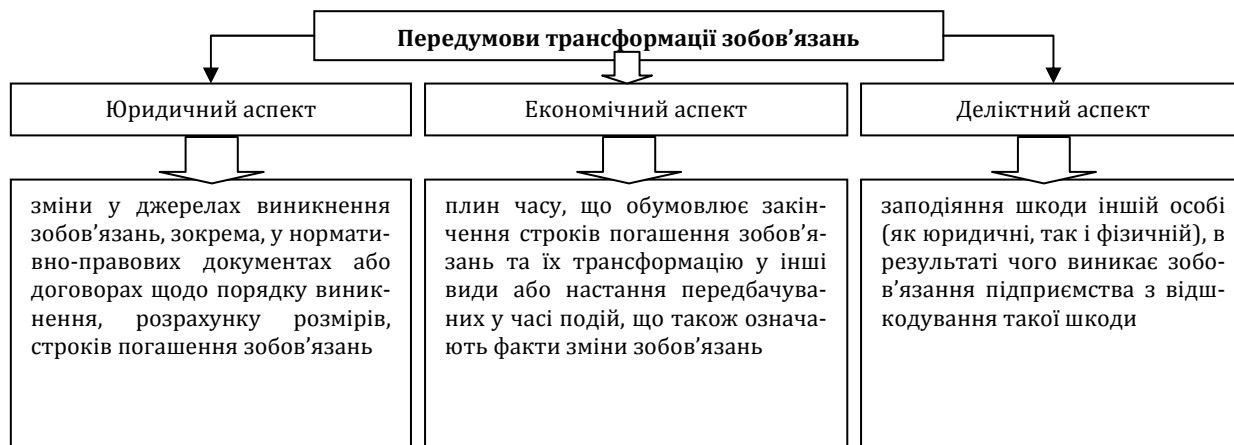 Передумови трансформації зобов’язань
Юридичний аспект
Економічний аспект
Деліктний аспект
зміни у джерелах виникнення
зобов’язань, зокрема, у нормати-
вно-правових документах або
договорах щодо порядку виник-
нення, розрахунку розмірів,
строків погашення зобов’язань
плин часу, що обумовлює закін-
чення строків погашення зобов’я-
зань та їх трансформацію у інші
види або настання передбачува-
них у часі подій, що також означа-
ють факти зміни зобов’язань
заподіяння шкоди іншій особі
(як юридичні, так і фізичній), в
результаті чого виникає зобо-
в’язання підприємства з відш-
кодування такої шкоди